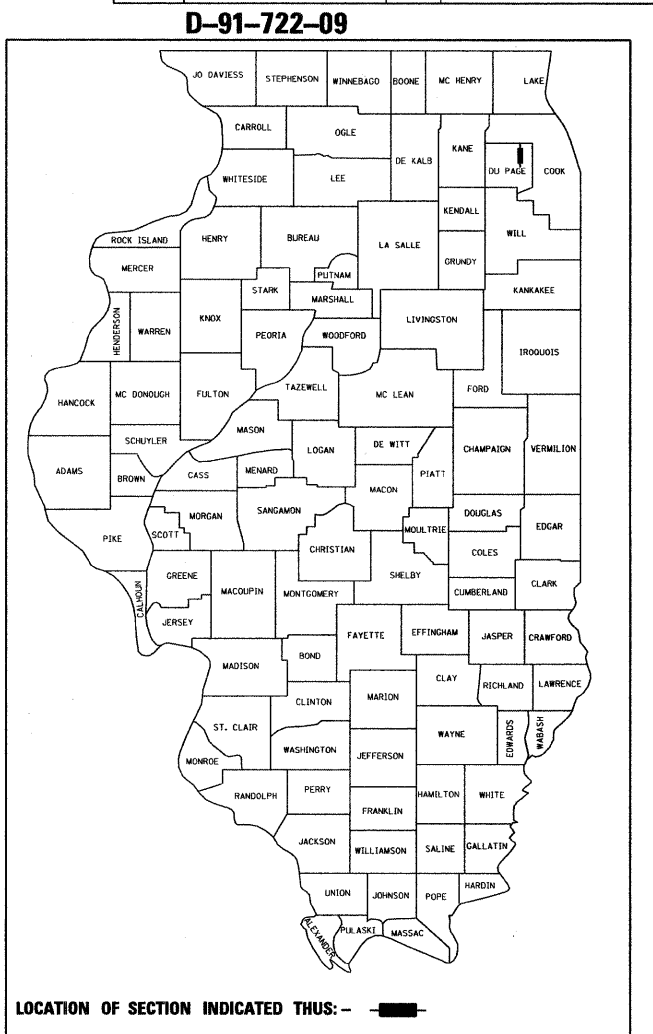 D-91-722-09
JO DAVIESS STEPHENSON WINNEBAGO BOONE MC HENRY LAKE
CARROLL OGLE DE KALB KANE DU PAGE COOK
WHITESIDE LEE
KENDALL
ROCK ISLAND HENRY BUREAU LA SALLE WILL
MERCER PUTNAM GRUNDY
STARK MARSHALL KANKAKEE
HENDERSON WARREN KNOX PEORIA WOODFORD LIVINGSTON
IROQUOIS
HANCOCK MC DONOUGH FULTON TAZEWELL MC LEAN FORD
MASON
SCHUYLER LOGAN DE WITT CHAMPAIGN VERMILION
ADAMS BROWN CASS MENARD PIATT
MACON
PIKE SCOTT MORGAN SANGAMON MOULTRIE DOUGLAS EDGAR
CHRISTIAN COLES
CALHOUN GREENE MACOUPIN MONTGOMERY SHELBY CUMBERLAND CLARK
JERSEY
FAYETTE EFFINGHAM JASPER CRAWFORD
MADISON BOND
CLAY RICHLAND LAWRENCE
CLINTON MARION
ST. CLAIR WAYNE EDWARDS WABASH
WASHINGTON JEFFERSON
MONROE
RANDOLPH PERRY HAMILTON WHITE
FRANKLIN
JACKSON WILLIAMSON SALINE GALLATIN
UNION JOHNSON POPE HARDIN
ALEXANDER PULASKI MASSAC
LOCATION OF SECTION INDICATED THUS: -